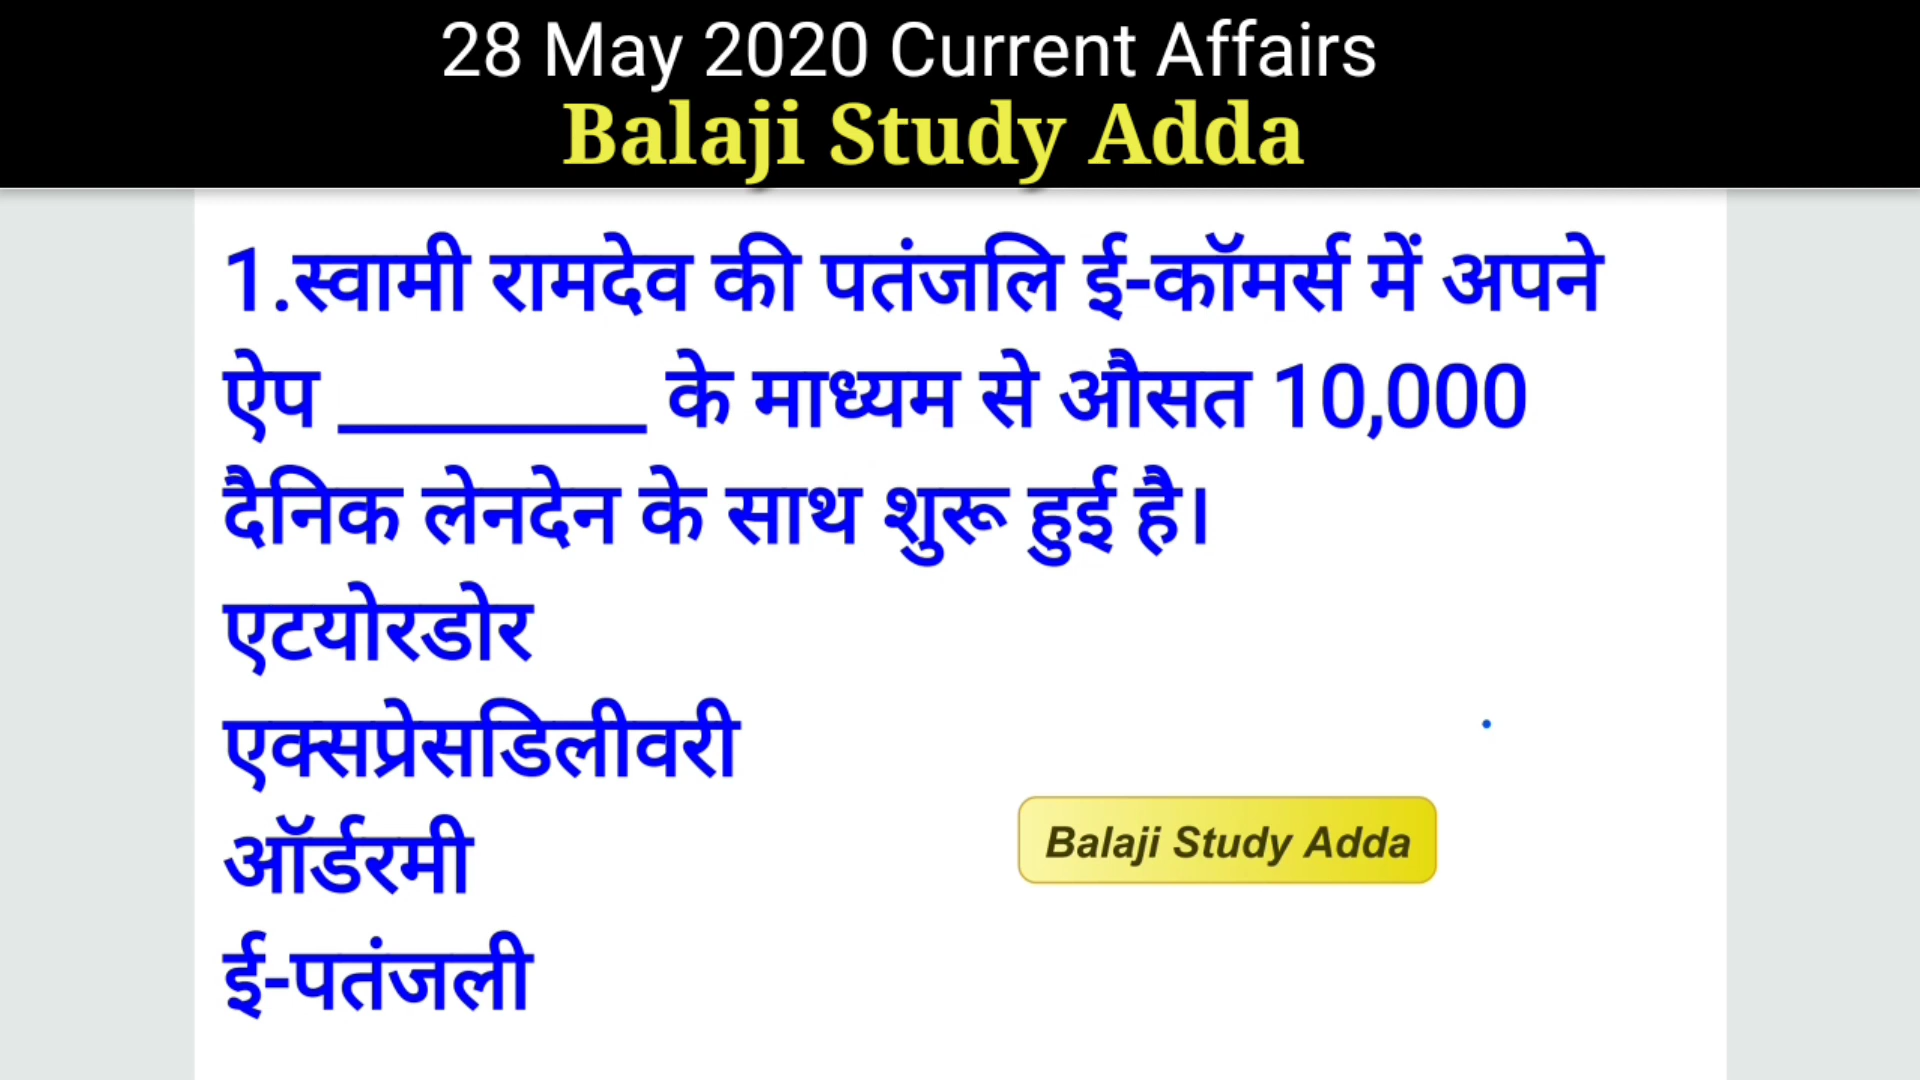 28 May 2020 Current Affairs
Balaji Study Adda
1.स्वामी रामदेव की पतंजलि ई-कॉमर्स में अपने
ऐप _________ के माध्यम से औसत 10,000
दैनिक लेनदेन के साथ शुरू हुई है।
एटयोरडोर
एक्सप्रेसडिलीवरी
ऑर्डरमी
ई-पतंजली
Balaji Study Adda